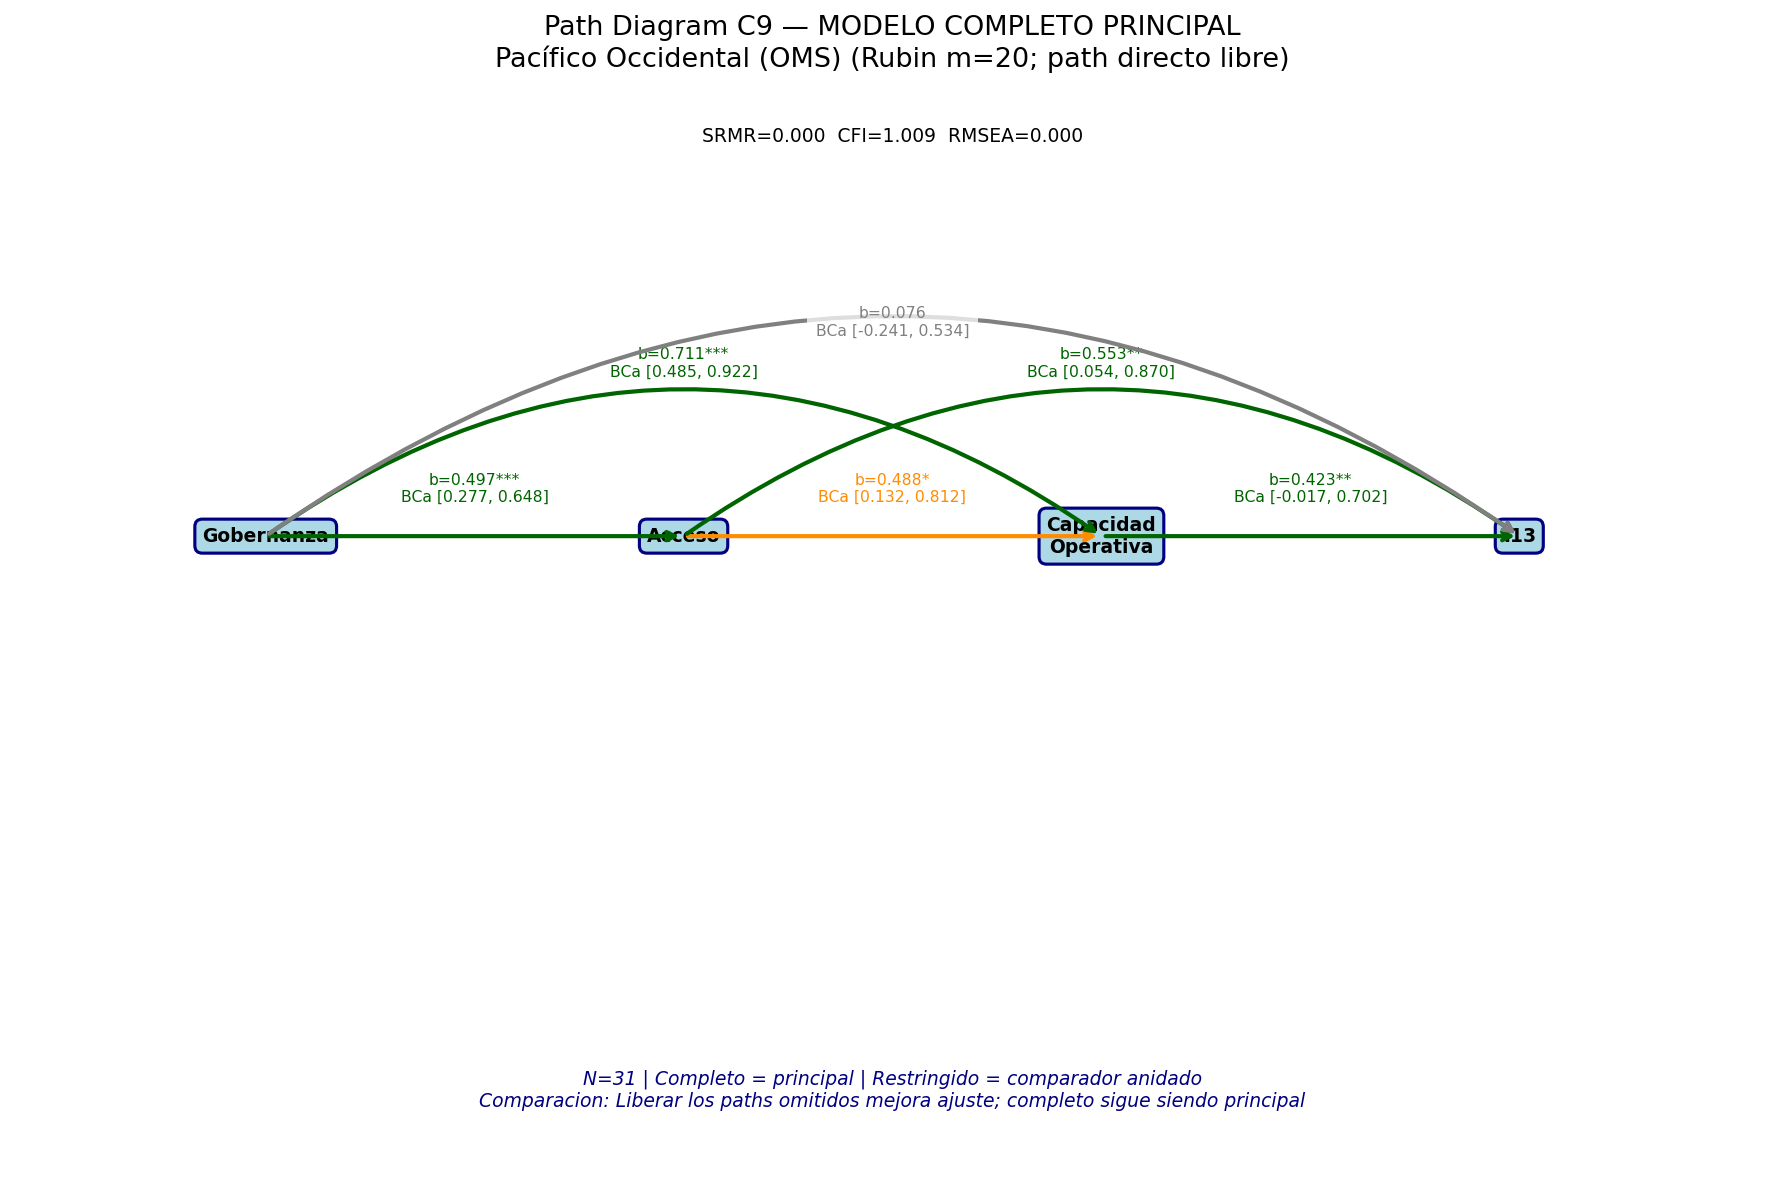 Path Diagram C9 — MODELO COMPLETO PRINCIPAL
Pacífico Occidental (OMS) (Rubin m=20; path directo libre)
SRMR=0.000 CFI=1.009 RMSEA=0.000
b=0.076
BCa [-0.241, 0.534]
b=0.711***
BCa [0.485, 0.922]
b=0.553**
BCa [0.054, 0.870]
b=0.497***
BCa [0.277, 0.648]
b=0.488*
BCa [0.132, 0.812]
b=0.423**
BCa [-0.017, 0.702]
Gobernanza
Acceso
Capacidad
Operativa
N=31 | Completo = principal | Restringido = comparador anidado
Comparacion: Liberar los paths omitidos mejora ajuste; completo sigue siendo principal